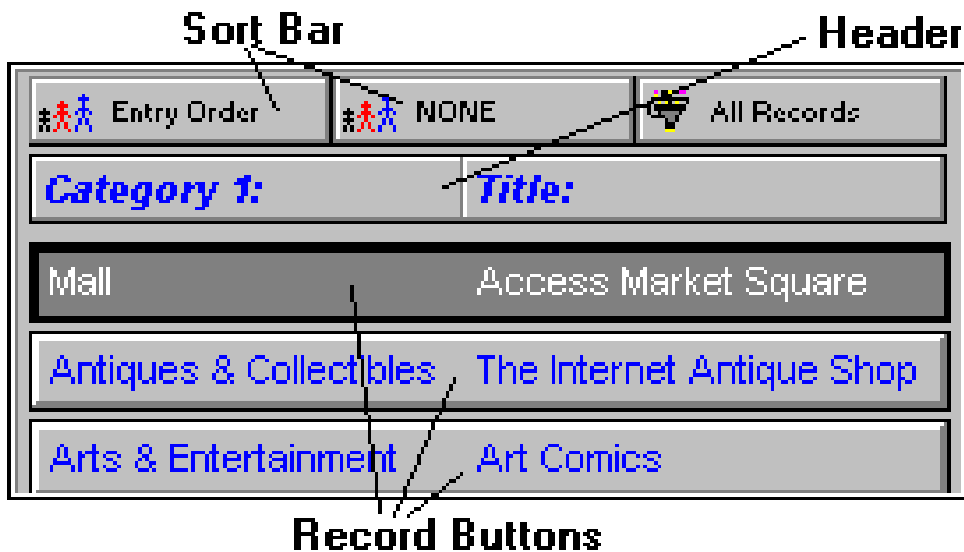 Sort Bar Header
Entry Order NONE All Records
Category 1: Title:
Mall Access Market Square
Antiques & Collectibles The Internet Antique Shop
Arts & Entertainment Art Comics
Record Buttons